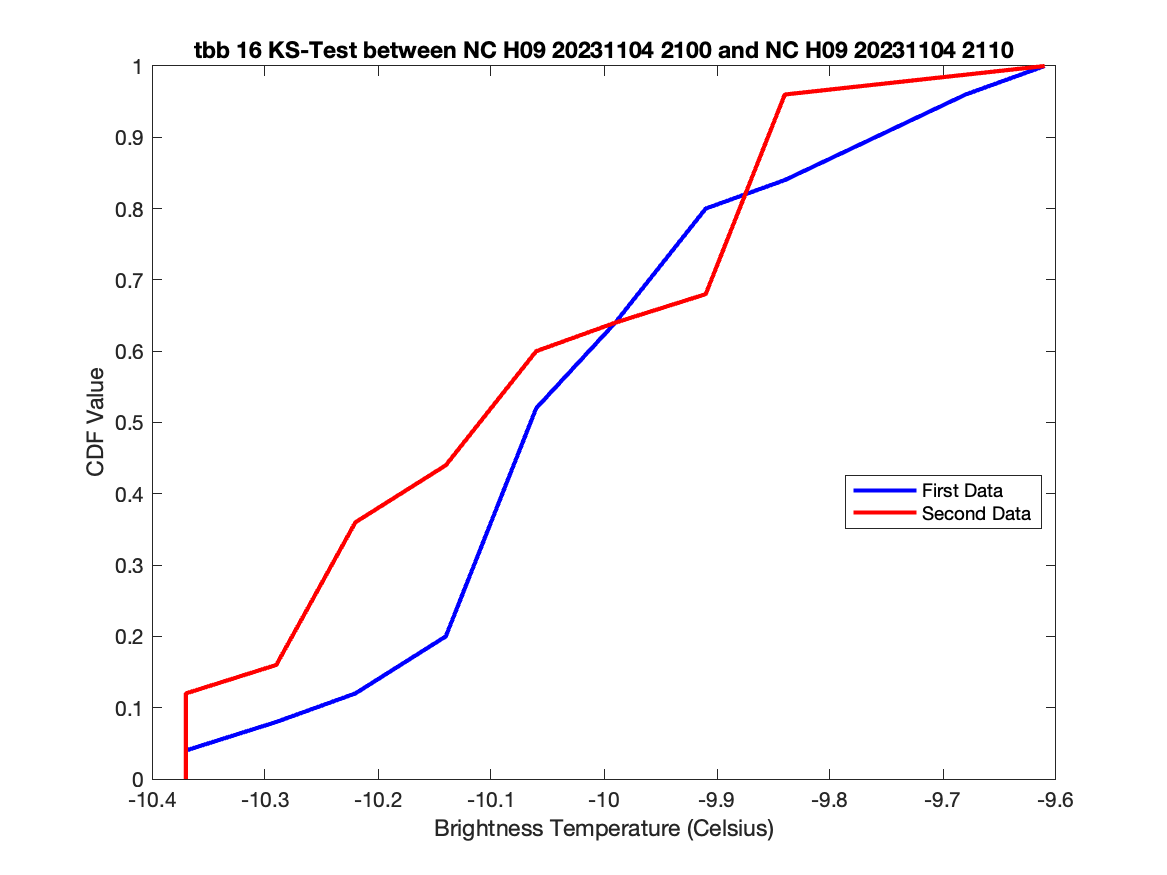 tbb 16 KS-Test between NC H09 20231104 2100 and NC H09 20231104 2110
1
0.9
0.8
0.7
0.6
0.5
0.4
0.3
0.2
0.1
0
CDF Value
First Data
Second Data
-10.4 -10.3 -10.2 -10.1 -10 -9.9 -9.8 -9.7 -9.6
Brightness Temperature (Celsius)